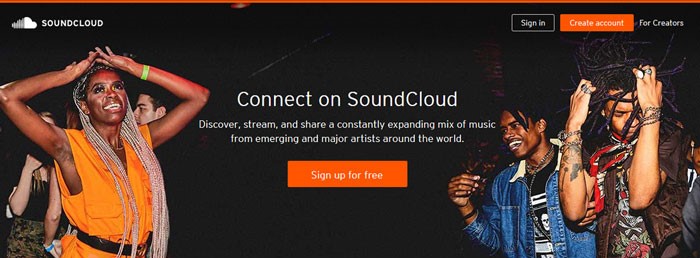 SOUNDCLOUD
Sign in
Create account
For Creators
Connect on SoundCloud
Discover, stream, and share a constantly expanding mix of music
from emerging and major artists around the world.
Sign up for free